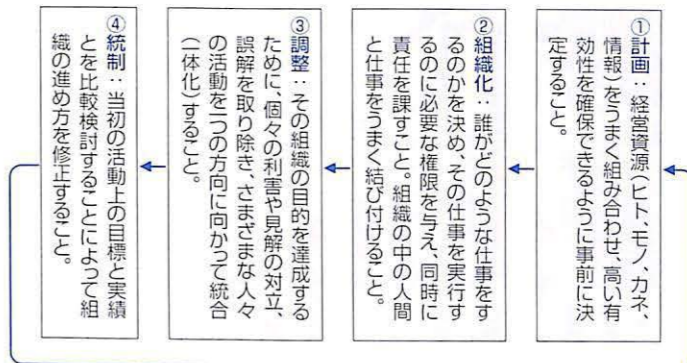 ①計画：経営資源（ヒト、モノ、カネ、
情報）をうまく組み合わせ、高い有
効性を確保できるように事前に決
定すること。
②組織化：誰がどのような仕事をす
るのかを決め、その仕事を実行す
るのに必要な権限を与え、同時に
責任を課すこと。組織の中の人間
と仕事をうまく結び付けること。
③調整：その組織の目的を達成する
ために、個々の利害や見解の対立、
誤解を取り除き、さまざまな人々
の活動を一つの方向に向かって統合
（一体化）すること。
④統制：当初の活動上の目標と実績
とを比較検討することによって組
織の進め方を修正すること。